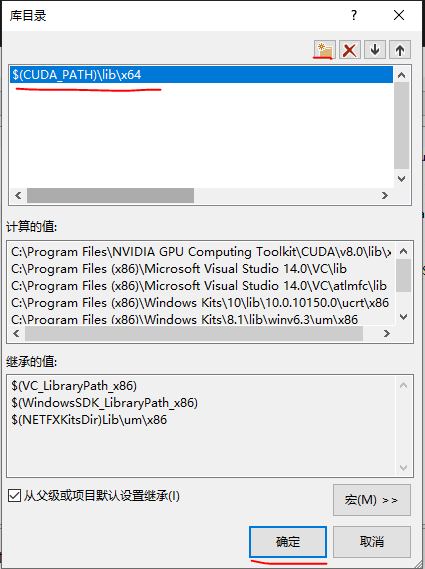 库目录
$(CUDA_PATH)\lib\x64
计算的值:
C:\Program Files\NVIDIA GPU Computing Toolkit\CUDA\v8.0\lib\x
C:\Program Files (x86)\Microsoft Visual Studio 14.0\VC\lib
C:\Program Files (x86)\Microsoft Visual Studio 14.0\VC\atlmfc\lib
C:\Program Files (x86)\Windows Kits\10\lib\10.0.10150.0\ucrt\x86
C:\Program Files (x86)\Windows Kits\8.1\lib\winv6.3\um\x86
继承的值:
$(VC_LibraryPath_x86)
$(WindowsSDK_LibraryPath_x86)
$(NETFXKitsDir)Lib\um\x86
从父级或项目默认设置继承(I)
宏(M) >>
确定
取消